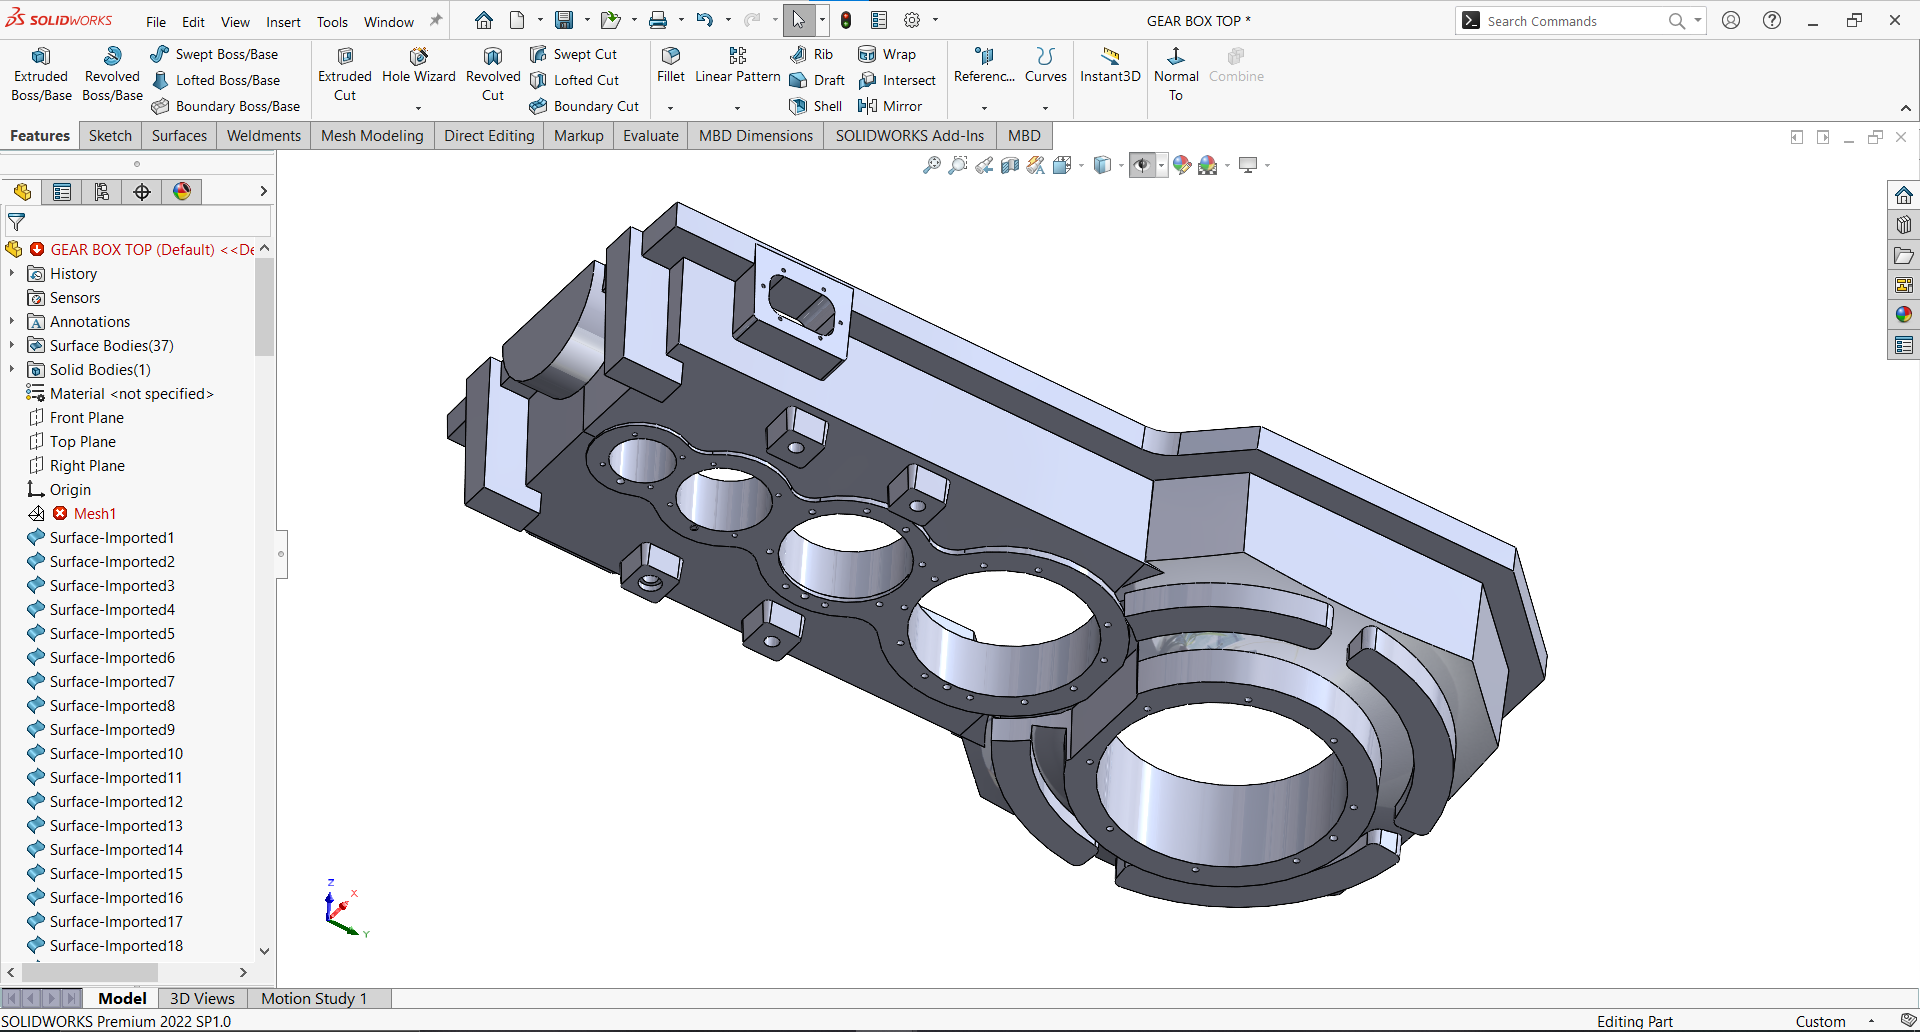 SOLIDWORKS File Edit View Insert Tools Window GEAR BOX TOP * Search Commands
Extruded Boss/Base
Revolved Boss/Base
Swept Boss/Base
Lofted Boss/Base
Boundary Boss/Base
Extruded Cut
Hole Wizard
Revolved Cut
Swept Cut
Lofted Cut
Boundary Cut
Fillet
Linear Pattern
Rib
Draft
Shell
Wrap
Intersect
Mirror
Referenc...
Curves
Instant3D
Normal To
Combine
Features Sketch Surfaces Weldments Mesh Modeling Direct Editing Markup Evaluate MBD Dimensions SOLIDWORKS Add-Ins MBD
GEAR BOX TOP (Default) <<De
History
Sensors
Annotations
Surface Bodies(37)
Solid Bodies(1)
Material <not specified>
Front Plane
Top Plane
Right Plane
Origin
Mesh1
Surface-Imported1
Surface-Imported2
Surface-Imported3
Surface-Imported4
Surface-Imported5
Surface-Imported6
Surface-Imported7
Surface-Imported8
Surface-Imported9
Surface-Imported10
Surface-Imported11
Surface-Imported12
Surface-Imported13
Surface-Imported14
Surface-Imported15
Surface-Imported16
Surface-Imported17
Surface-Imported18
Z
X
Y
Model 3D Views Motion Study 1
SOLIDWORKS Premium 2022 SP1.0 Editing Part Custom